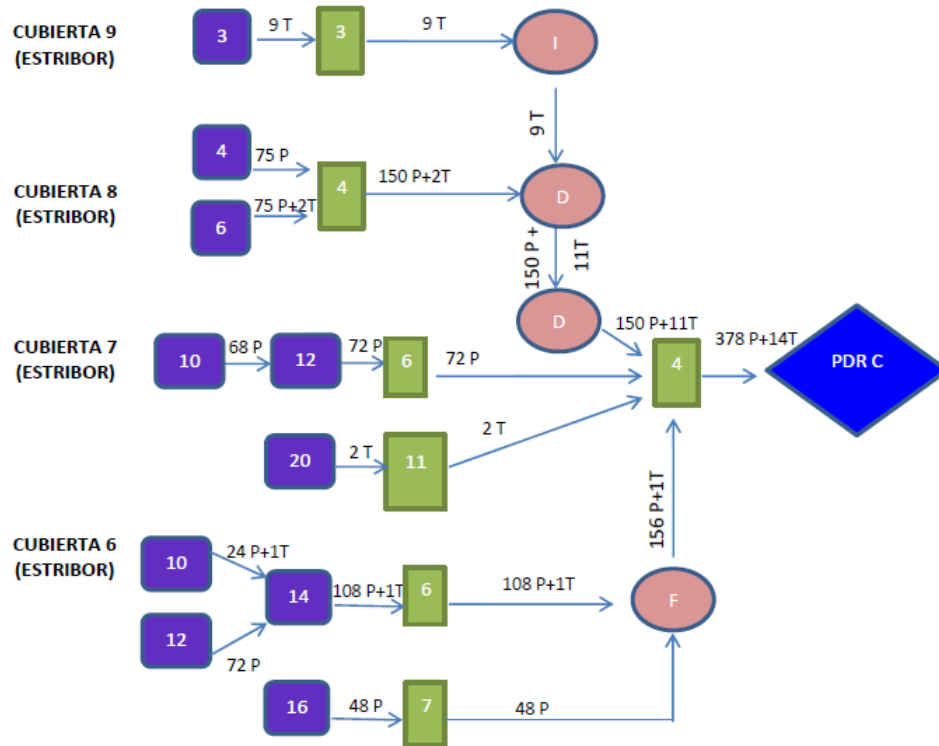 CUBIERTA 9
(ESTRIBOR)
3
9 T
3
9 T
I
9 T
CUBIERTA 8
(ESTRIBOR)
4
75 P
6
75 P+2T
4
150 P+2T
D
150 P +
11T
D
150 P+11T
CUBIERTA 7
(ESTRIBOR)
10
68 P
12
72 P
6
72 P
4
378 P+14T
PDR C
20
2 T
11
2 T
156 P+1T
CUBIERTA 6
(ESTRIBOR)
10
24 P+1T
12
72 P
14
108 P+1T
6
108 P+1T
F
16
48 P
7
48 P